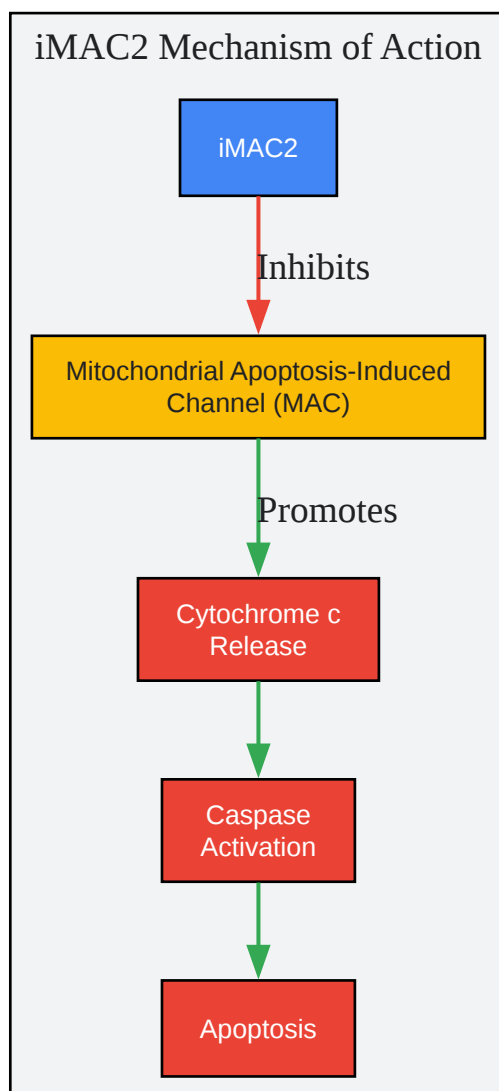 iMAC2 Mechanism of Action
iMAC2
Inhibits
Mitochondrial Apoptosis-Induced
Channel (MAC)
Promotes
Cytochrome c
Release
Caspase
Activation
Apoptosis